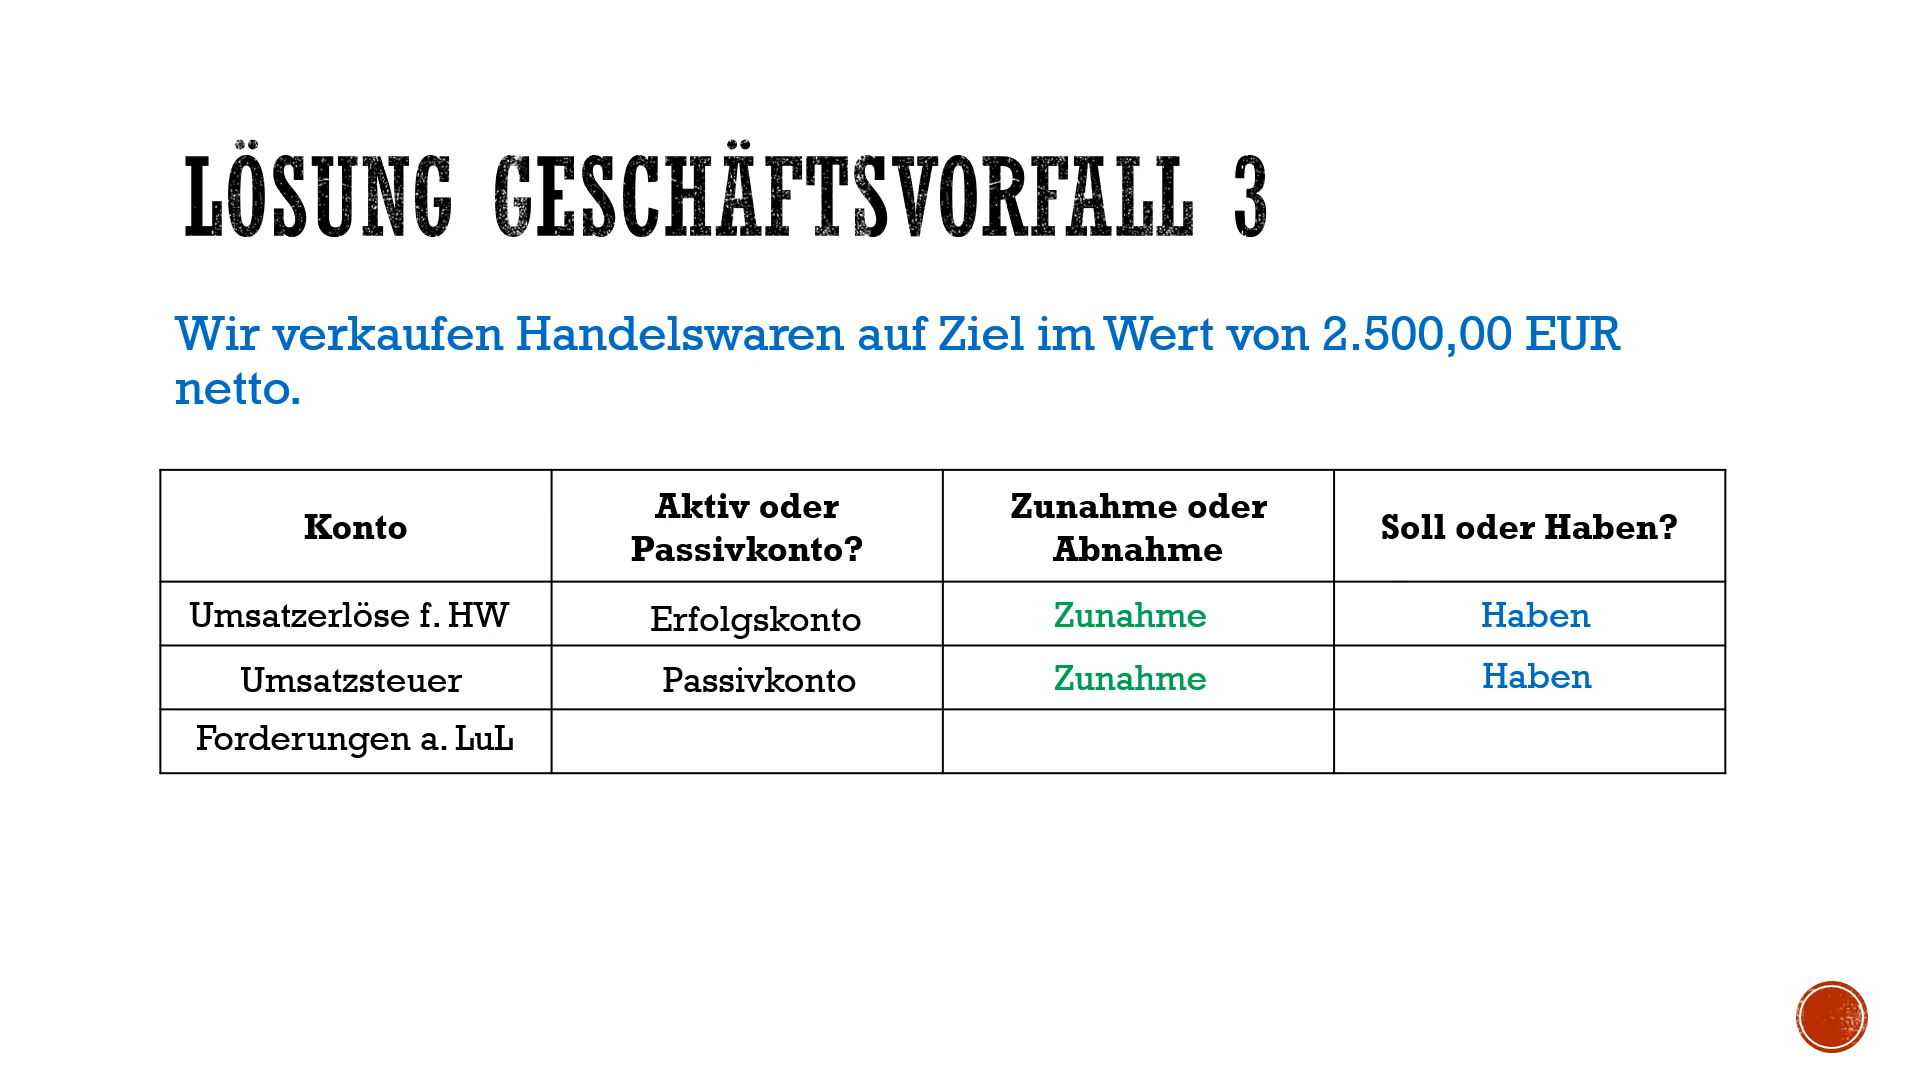 LÖSUNG GESCHÄFTSVORFALL 3
Wir verkaufen Handelswaren auf Ziel im Wert von 2.500,00 EUR
netto.
Konto
Aktiv oder
Passivkonto?
Zunahme oder
Abnahme
Soll oder Haben?
Umsatzerlöse f. HW
Erfolgskonto
Zunahme
Haben
Umsatzsteuer
Passivkonto
Zunahme
Haben
Forderungen a. LuL